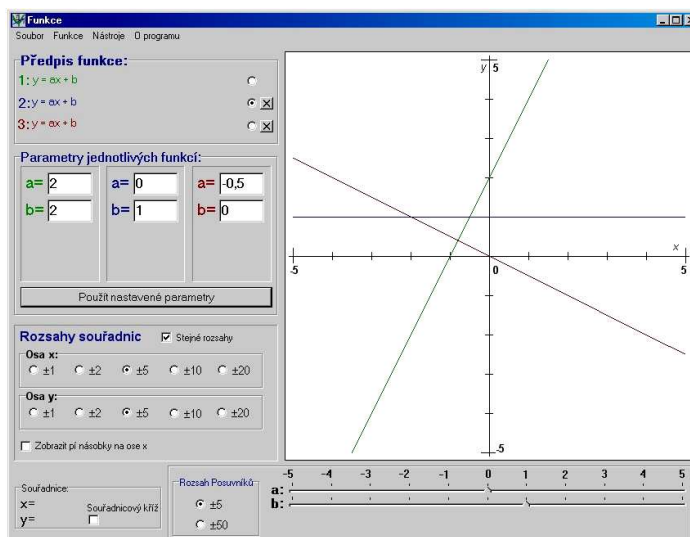 Funkce
Soubor Funkce Nástroje O programu
Předpis funkce:
1: y = ax + b
2: y = ax + b
3: y = ax + b
Parametry jednotlivých funkcí:
a= 2 a= 0 a= -0,5
b= 2 b= 1 b= 0
Použít nastavené parametry
Rozsahy souřadnic Stejné rozsahy
Osa x:
±1 ±2 ±5 ±10 ±20
Osa y:
±1 ±2 ±5 ±10 ±20
Zobrazit pí násobky na ose x
Souřadnice:
x=
y=
Souřadnicový kříž
Rozsah Posuvníků
±5
±50
y 5
x
-5 0 5
-5
-5 -4 -3 -2 -1 0 1 2 3 4 5
a:
b: